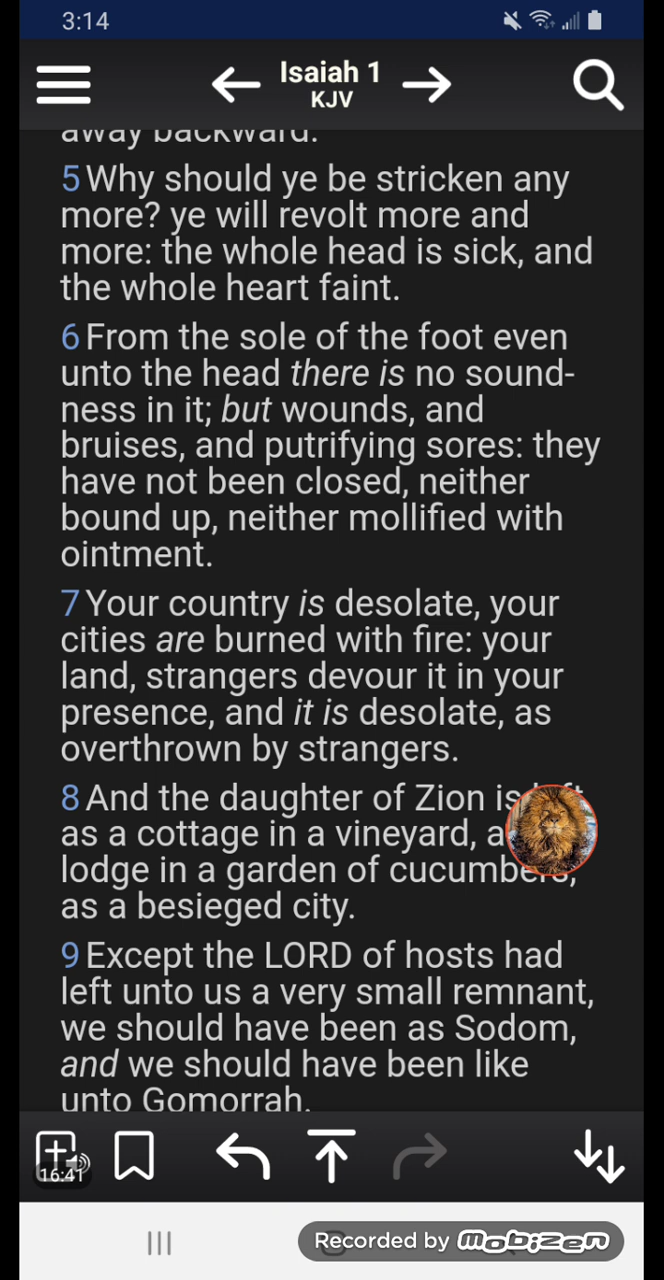 3:14
Isaiah 1
KJV
away backward.
5 Why should ye be stricken any
more? ye will revolt more and
more: the whole head is sick, and
the whole heart faint.
6 From the sole of the foot even
unto the head there is no sound-
ness in it; but wounds, and
bruises, and putrifying sores: they
have not been closed, neither
bound up, neither mollified with
ointment.
7 Your country is desolate, your
cities are burned with fire: your
land, strangers devour it in your
presence, and it is desolate, as
overthrown by strangers.
8 And the daughter of Zion is left
as a cottage in a vineyard, a
lodge in a garden of cucumbers,
as a besieged city.
9 Except the LORD of hosts had
left unto us a very small remnant,
we should have been as Sodom,
and we should have been like
unto Gomorrah.
16:41
Recorded by mobizen